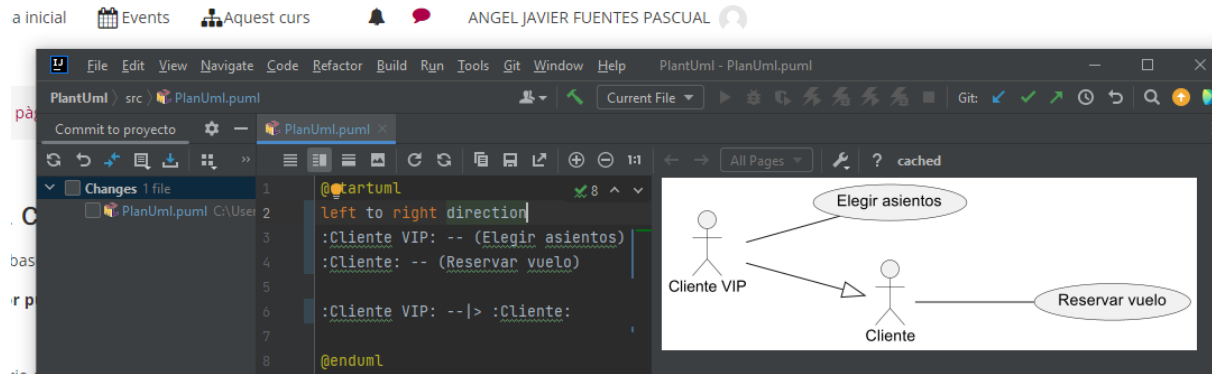 a inicial Events Aquest curs ANGEL JAVIER FUENTES PASCUAL
File Edit View Navigate Code Refactor Build Run Tools Git Window Help PlantUml - PlanUml.puml
PlantUml src PlanUml.puml Current File Git:
Commit to proyecto PlanUml.puml
1:1 All Pages ? cached
Changes 1 file
PlanUml.puml C:\User
1 @startuml 8
2 left to right direction
3 :Cliente VIP: -- (Elegir asientos)
4 :Cliente: -- (Reservar vuelo)
5
6 :Cliente VIP: --|> :Cliente:
7
8 @enduml
Elegir asientos
Cliente VIP
Reservar vuelo
Cliente